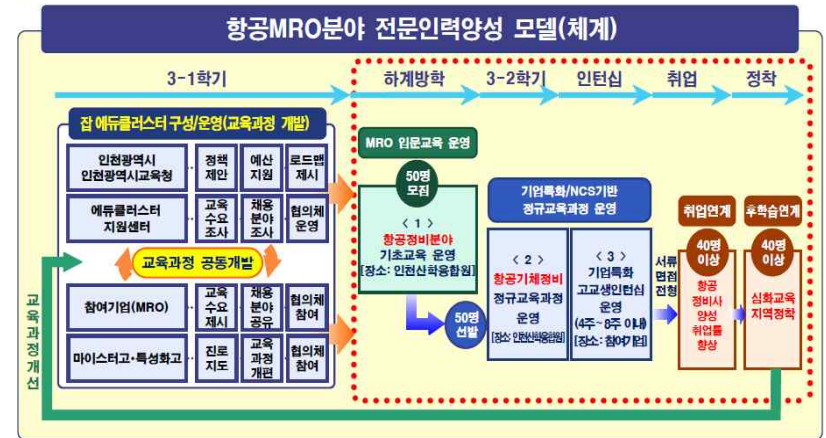 항공MRO분야 전문인력양성 모델(체계)
3-1학기
하계방학
3-2학기
인턴십
취업
정착
잡 에듀클러스터 구성/운영(교육과정 개발)
인천광역시
인천광역시교육청
정책
제안
예산
지원
로드맵
제시
에듀클러스터
지원센터
교육
수요
조사
채용
분야
조사
협의체
운영
교육과정 공동개발
참여기업(MRO)
교육
수요
제시
채용
분야
공유
협의체
참여
마이스터고·특성화고
진로
지도
교육
과정
개편
협의체
참여
MRO 입문교육 운영
50명
모집
< 1 >
항공정비분야
기초교육 운영
[장소: 인천산학융합원]
50명
선발
기업특화/NCS기반
정규교육과정 운영
< 2 >
항공기체정비
정규교육과정
운영
[장소: 인천산학융합원]
< 3 >
기업특화
고교생인턴십
운영
(4주~8주 이내)
[장소: 참여기업]
서류
면접
전형
취업연계
40명
이상
항공
정비사
양성
취업률
향상
후학습연계
40명
이상
심화교육
지역정착
교육과정개선